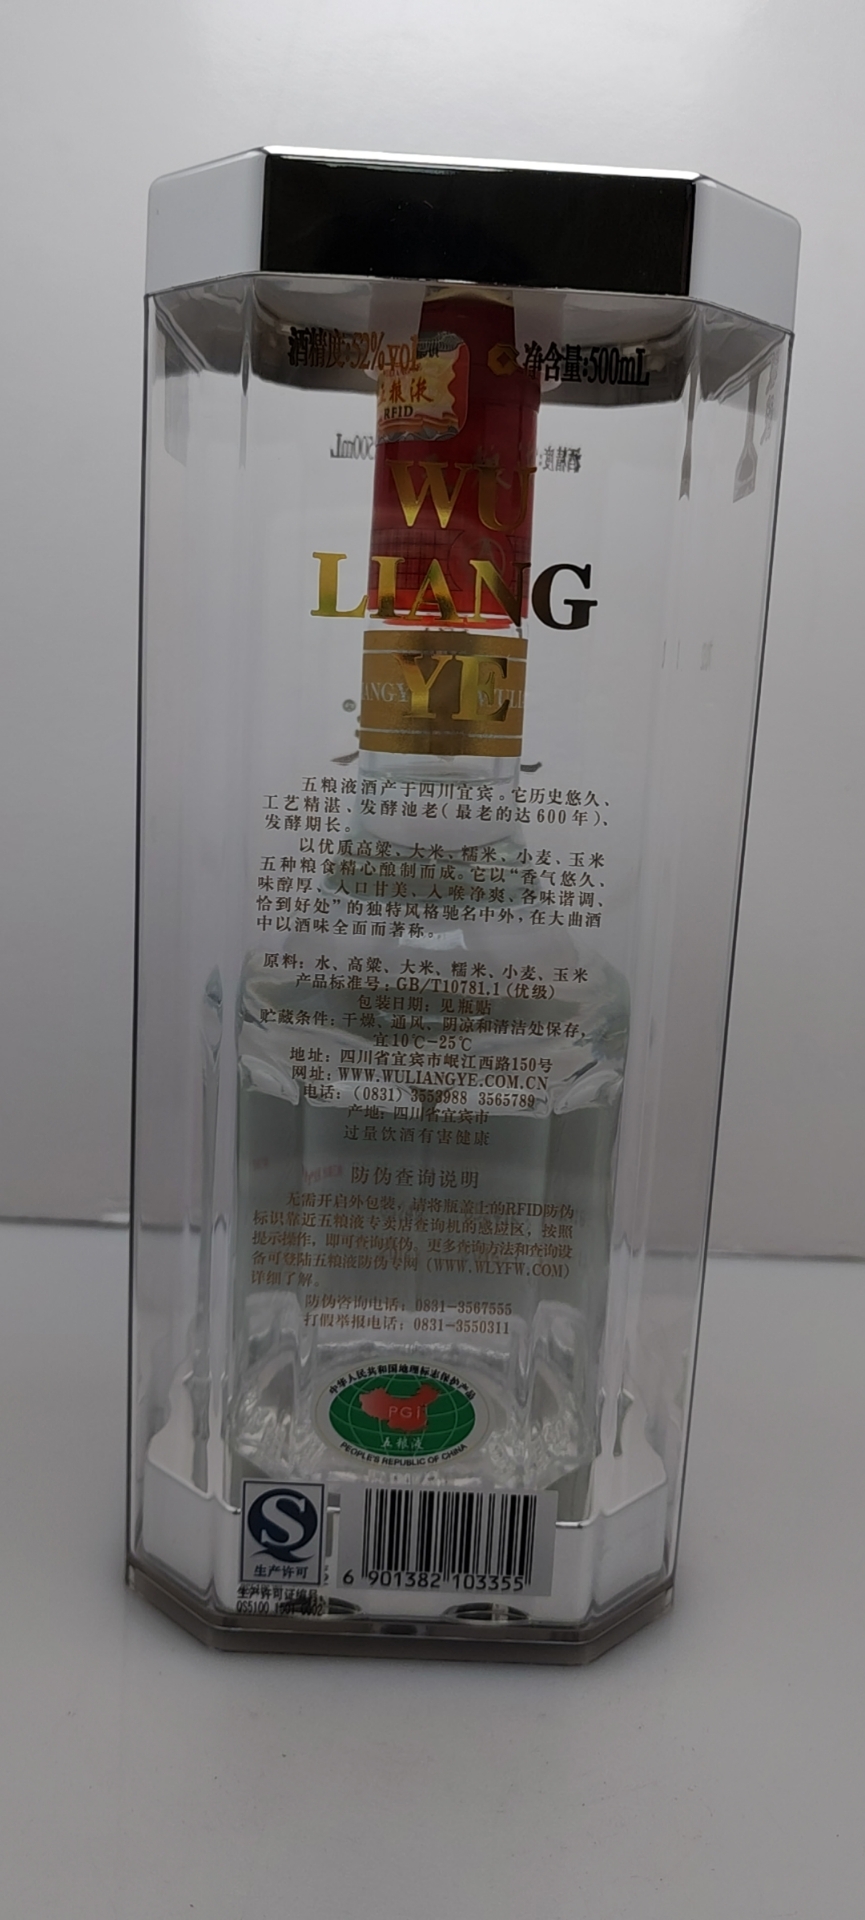 酒精度:52%vol 净含量:500mL
五粮液
RFID
WU
LIANG
YE
五粮液酒产于四川宜宾。它历史悠久、
工艺精湛、发酵池老(最老的达600年)、
发酵期长。
以优质高粱、大米、糯米、小麦、玉米
五种粮食精心酿制而成。它以“香气悠久、
味醇厚、入口甘美、入喉净爽、各味谐调、
恰到好处”的独特风格驰名中外,在大曲酒
中以酒味全面而著称。
原料: 水、高粱、大米、糯米、小麦、玉米
产品标准号: GB/T10781.1(优级)
包装日期: 见瓶贴
贮藏条件: 干燥、通风、阴凉和清洁处保存,
宜10℃-25℃
地址: 四川省宜宾市岷江西路150号
网址: WWW.WULIANGYE.COM.CN
电话: (0831) 3553988 3565789
产地: 四川省宜宾市
过量饮酒有害健康
防伪查询说明
无需开启外包装, 请将瓶盖上的RFID防伪
标识靠近五粮液专卖店查询机的感应区, 按照
提示操作, 即可查询真伪。更多查询方法和查询设
备可登陆五粮液防伪专网 (WWW.WLYFW.COM)
详细了解。
防伪咨询电话: 0831-3567555
打假举报电话: 0831-3550311
中华人民共和国地理标志保护产品
PGI
五粮液
PEOPLE'S REPUBLIC OF CHINA
生产许可
生产许可证编号:
QS5100
6 901382 103355